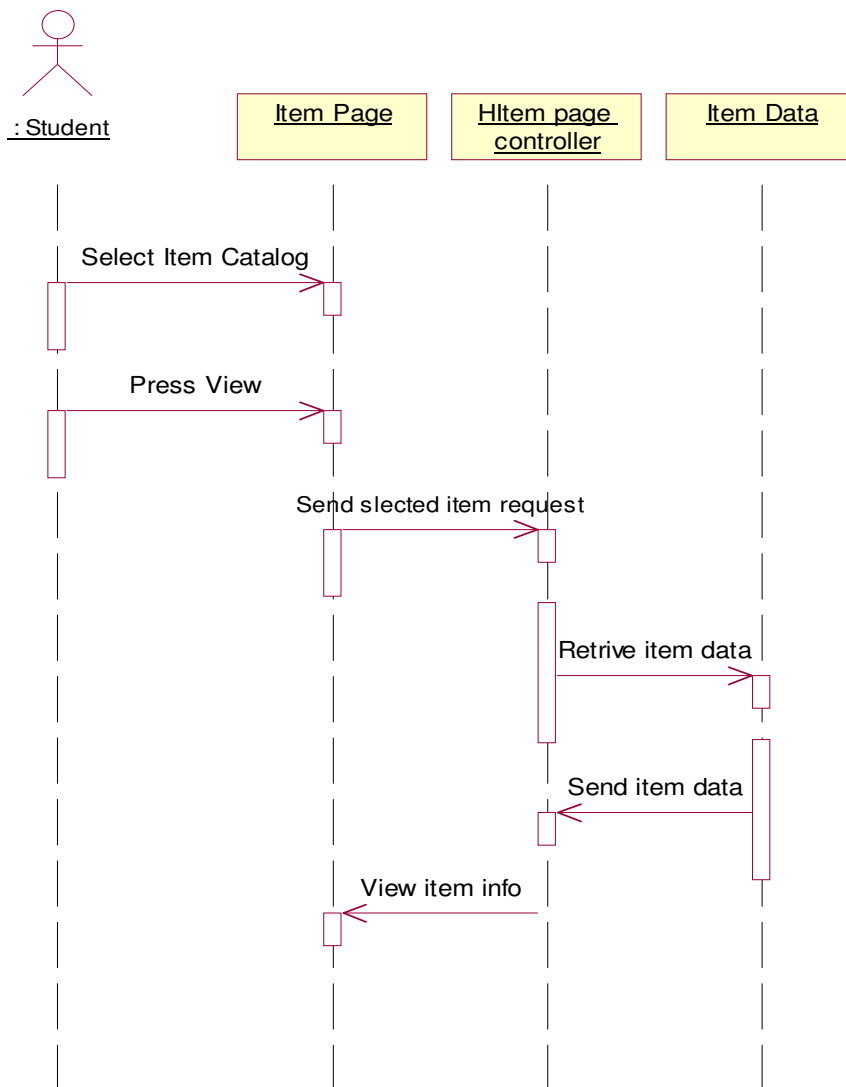 : Student
Item Page
HItem page
controller
Item Data
Select Item Catalog
Press View
Send slected item request
Retrive item data
Send item data
View item info